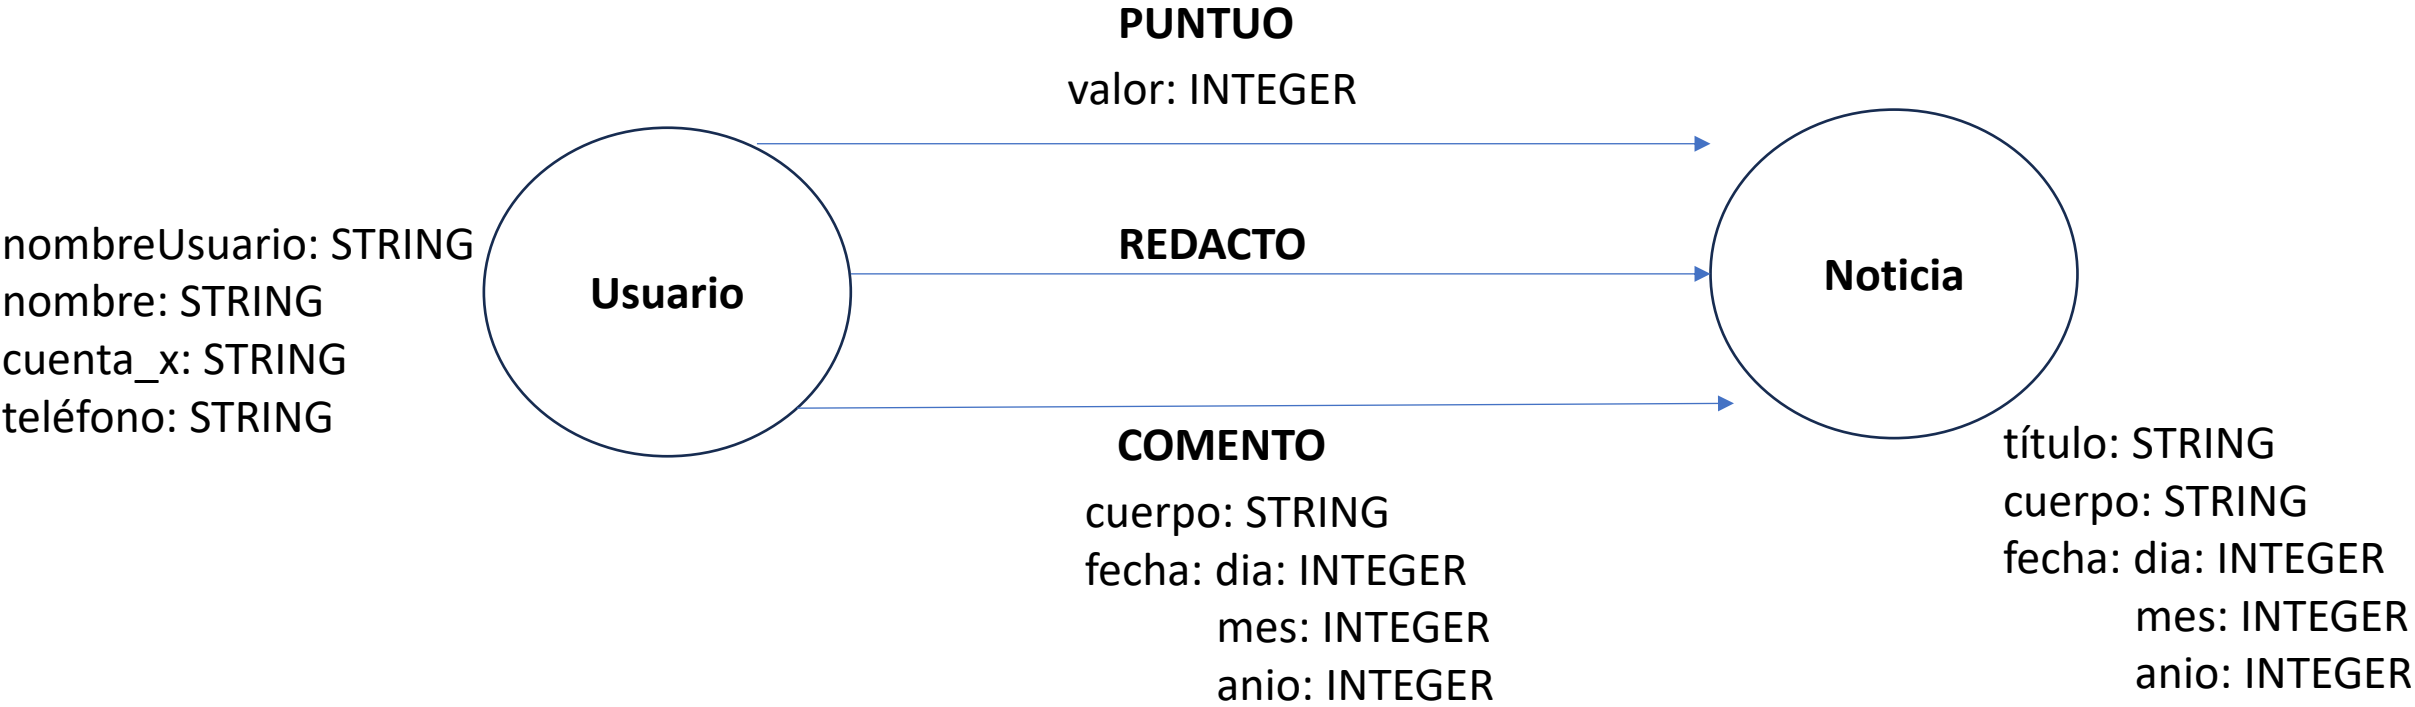 PUNTUO
valor: INTEGER
nombreUsuario: STRING
nombre: STRING
cuenta_x: STRING
teléfono: STRING
Usuario
REDACTO
Noticia
COMENTO
cuerpo: STRING
fecha: dia: INTEGER
mes: INTEGER
anio: INTEGER
título: STRING
cuerpo: STRING
fecha: dia: INTEGER
mes: INTEGER
anio: INTEGER